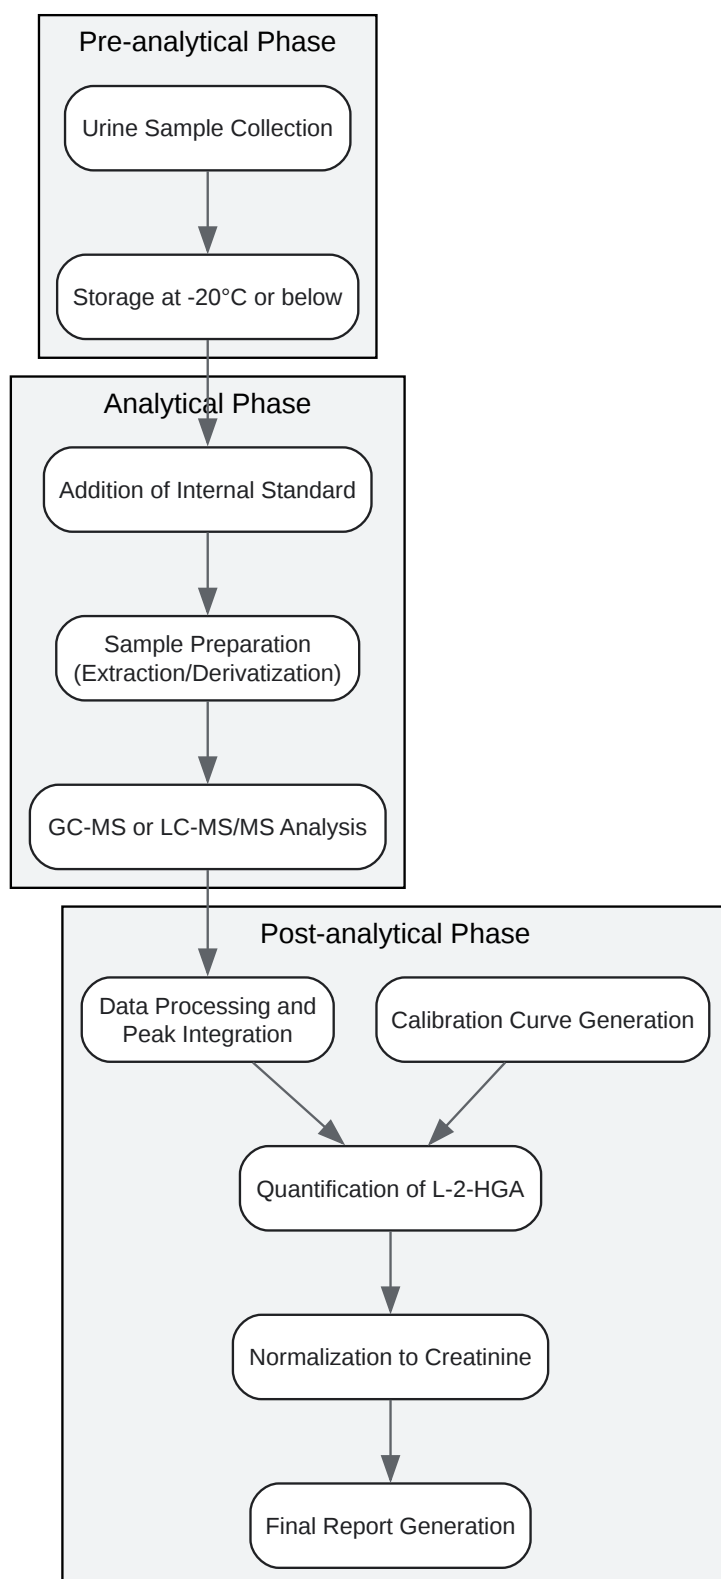 Pre-analytical Phase
Urine Sample Collection
Storage at -20°C or below
Analytical Phase
Addition of Internal Standard
Sample Preparation
(Extraction/Derivatization)
GC-MS or LC-MS/MS Analysis
Post-analytical Phase
Data Processing and
Peak Integration
Calibration Curve Generation
Quantification of L-2-HGA
Normalization to Creatinine
Final Report Generation